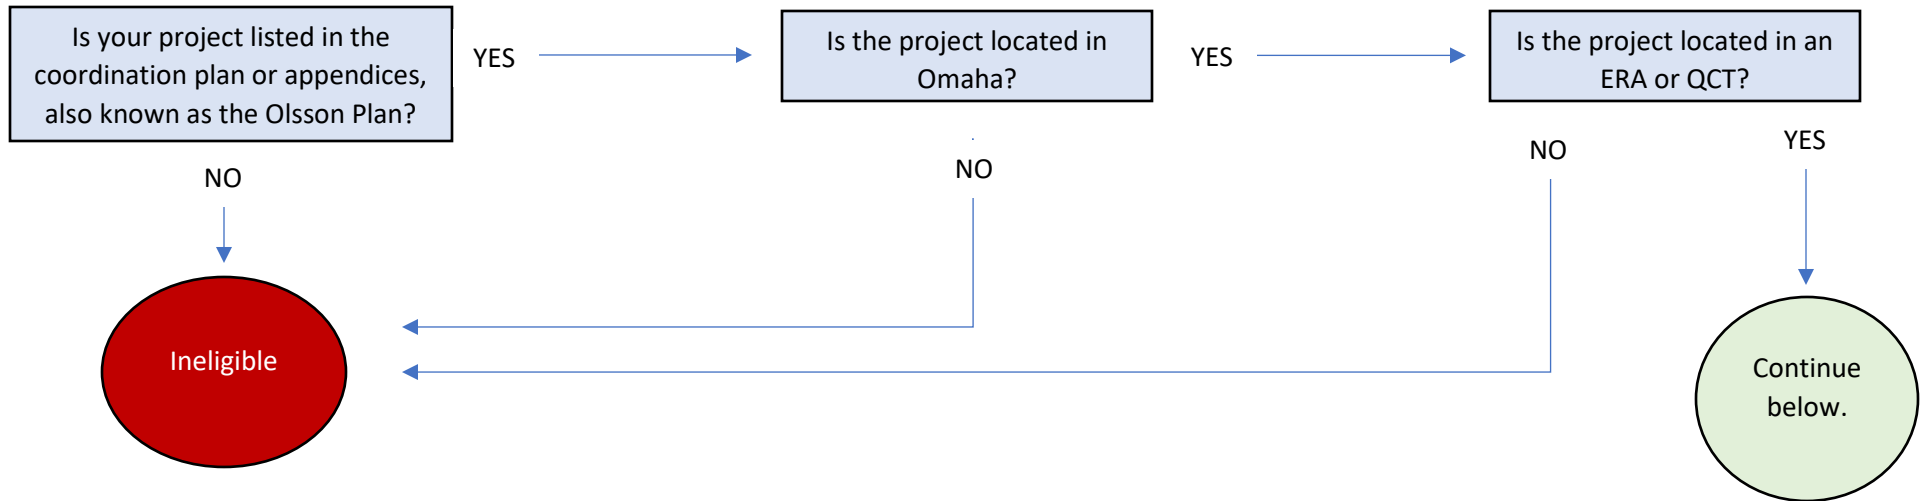 Is your project listed in the
coordination plan or appendices,
also known as the Olsson Plan?
YES
Is the project located in
Omaha?
YES
Is the project located in an
ERA or QCT?
NO
NO
NO
YES
Ineligible
Continue
below.